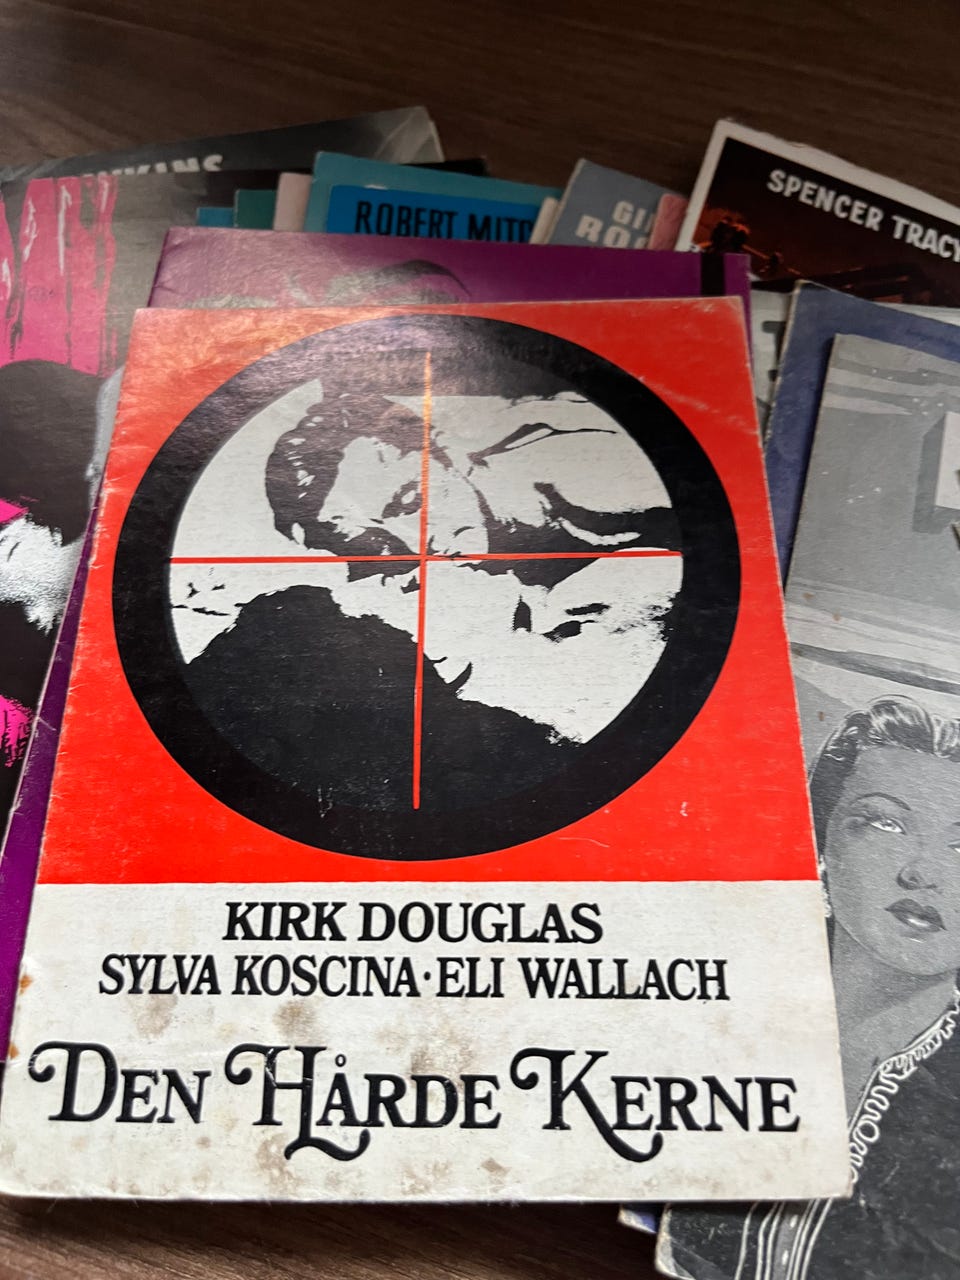 ROBERT MITC
SPENCER TRACY
KIRK DOUGLAS
SYLVA KOSCINA·ELI WALLACH
DEN HÅRDE KERNE